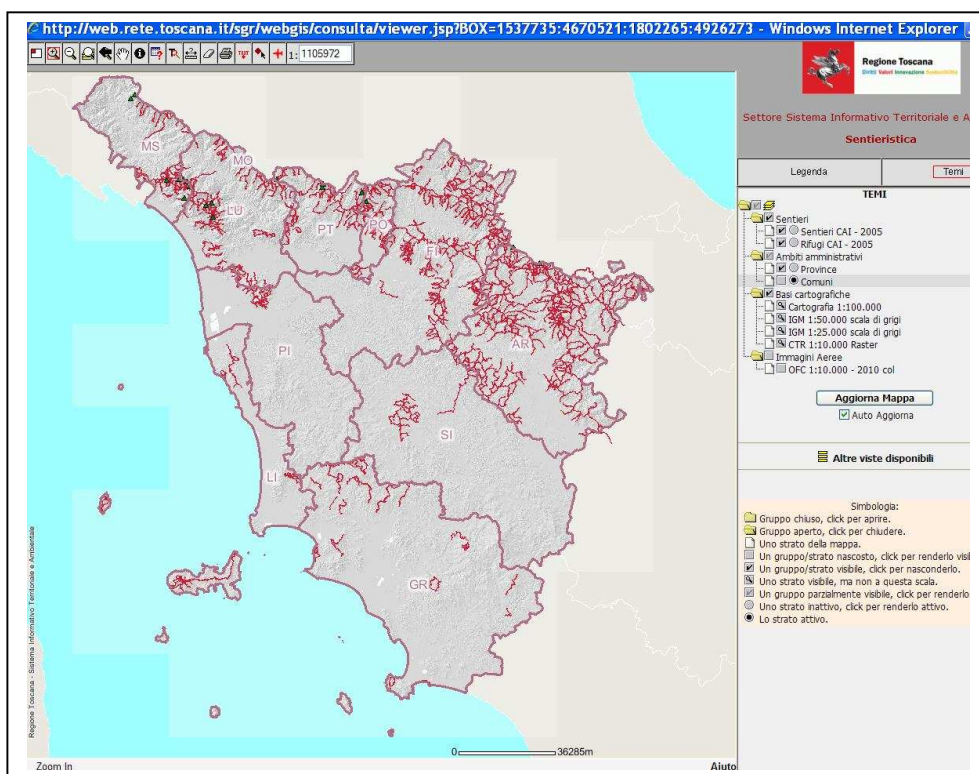 http://web.rete.toscana.it/sgr/webgis/consulta/viewer.jsp?BOX=1537735:4670521:1802265:4926273 - Windows Internet Explorer
1: 1105972
Regione Toscana
Diritti Valori Innovazione Sostenibilità
Settore Sistema Informativo Territoriale e A
Sentieristica
Legenda
Temi
TEMI
Sentieri
Sentieri CAI - 2005
Rifugi CAI - 2005
Ambiti amministrativi
Province
Comuni
Basi cartografiche
Cartografia 1:100.000
IGM 1:50.000 scala di grigi
IGM 1:25.000 scala di grigi
CTR 1:10.000 Raster
Immagini Aeree
OFC 1:10.000 - 2010 col
Aggiorna Mappa
Auto Aggiorna
Altre viste disponibili
Simbologia:
Gruppo chiuso, click per aprire.
Gruppo aperto, click per chiudere.
Uno strato della mappa.
Un gruppo/strato nascosto, click per renderlo visil
Un gruppo/strato visibile, click per nasconderlo.
Uno strato visibile, ma non a questa scala.
Un gruppo parzialmente visibile, click per renderlo
Uno strato inattivo, click per renderlo attivo.
Lo strato attivo.
MS
MO
LU
PT
PO
FI
PI
AR
SI
LI
GR
Regione Toscana - Sistema Informativo Territoriale e Ambientale
0 36285m
Zoom In
Aiuto